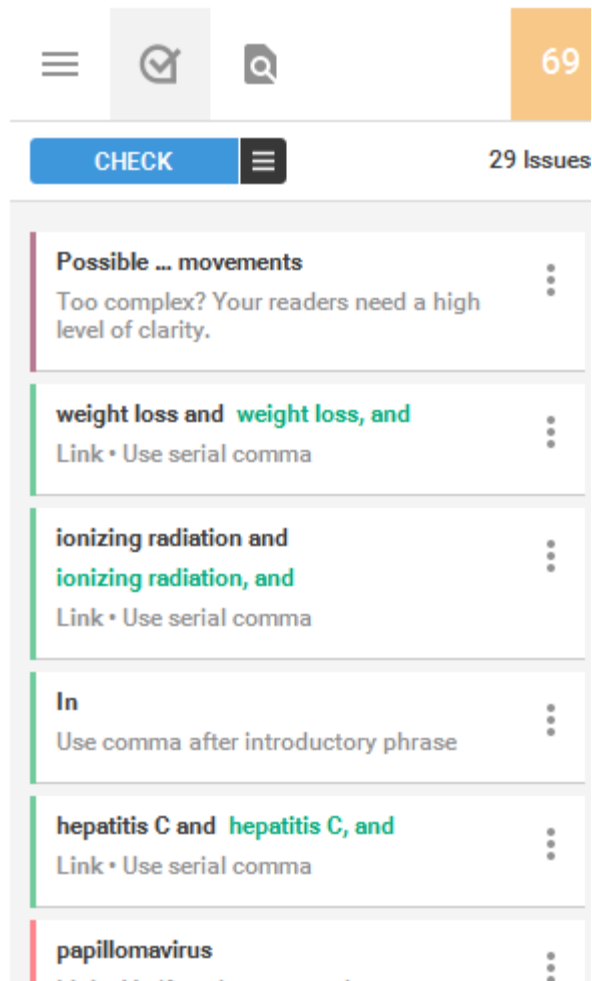 69
CHECK
29 Issues
Possible ... movements
Too complex? Your readers need a high
level of clarity.
weight loss and weight loss, and
Link • Use serial comma
ionizing radiation and
ionizing radiation, and
Link • Use serial comma
In
Use comma after introductory phrase
hepatitis C and hepatitis C, and
Link • Use serial comma
papillomavirus